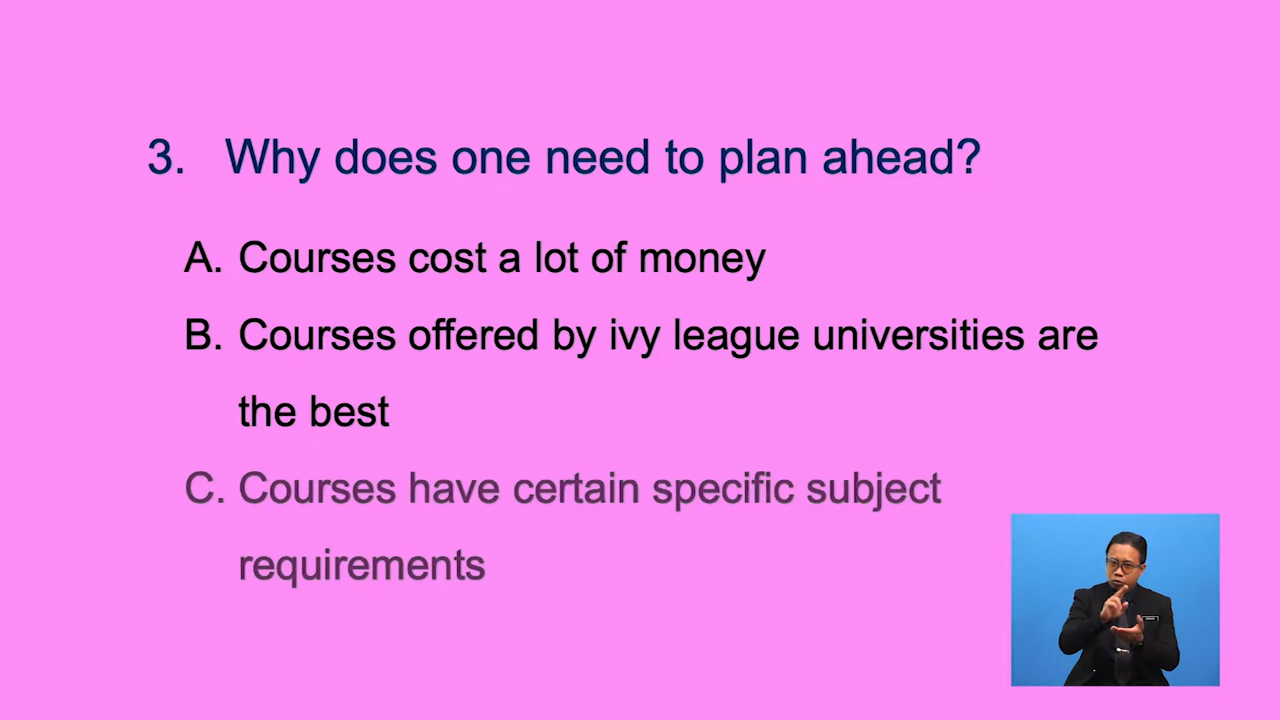 3. Why does one need to plan ahead?
A. Courses cost a lot of money
B. Courses offered by ivy league universities are
the best
C. Courses have certain specific subject
requirements